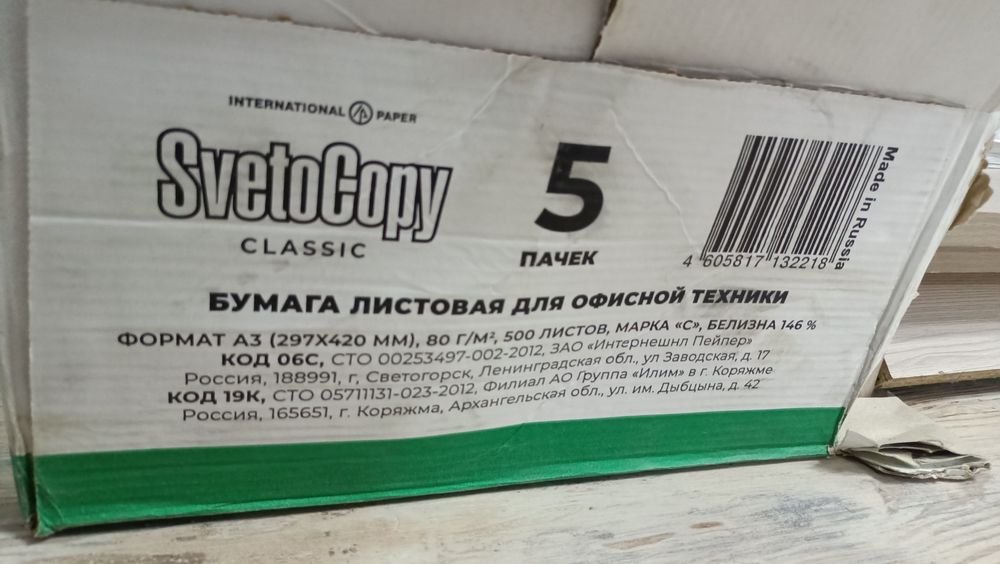 INTERNATIONAL PAPER
SvetoCopy
CLASSIC
5
ПАЧЕК
4 605817 132218
Made in Russia
БУМАГА ЛИСТОВАЯ ДЛЯ ОФИСНОЙ ТЕХНИКИ
ФОРМАТ А3 (297Х420 ММ), 80 Г/М², 500 ЛИСТОВ, МАРКА «С», БЕЛИЗНА 146 %
КОД 06С, СТО 00253497-002-2012, ЗАО «Интернешнл Пейпер»
Россия, 188991, г, Светогорск, Ленинградская обл., ул Заводская, д. 17
КОД 19К, СТО 05711131-023-2012, Филиал АО Группа «Илим» в г. Коряжме
Россия, 165651, г. Коряжма, Архангельская обл., ул. им. Дыбцына, д. 42